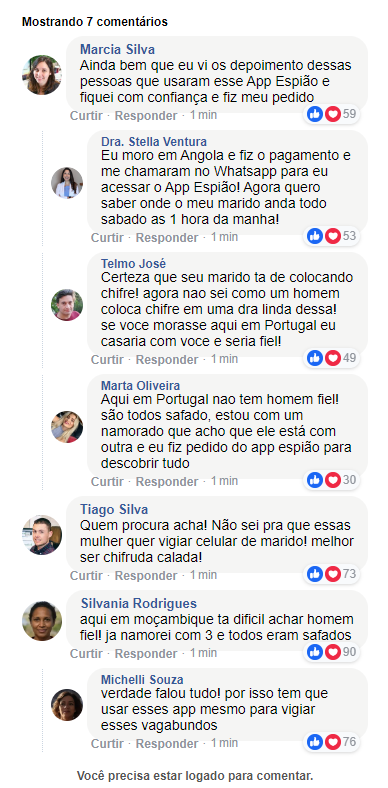 Mostrando 7 comentários
Marcia Silva
Ainda bem que eu vi os depoimento dessas
pessoas que usaram esse App Espião e
fiquei com confiança e fiz meu pedido
Curtir · Responder · 1 min
59
Dra. Stella Ventura
Eu moro em Angola e fiz o pagamento e
me chamaram no Whatsapp para eu
acessar o App Espião! Agora quero
saber onde o meu marido anda todo
sabado as 1 hora da manha!
Curtir · Responder · 1 min
53
Telmo José
Certeza que seu marido ta de colocando
chifre! agora nao sei como um homem
coloca chifre em uma dra linda dessa!
se voce morasse aqui em Portugal eu
casaria com voce e seria fiel!
Curtir · Responder · 1 min
49
Marta Oliveira
Aqui em Portugal nao tem homem fiel!
são todos safado, estou com um
namorado que acho que ele está com
outra e eu fiz pedido do app espião para
descobrir tudo
Curtir · Responder · 1 min
30
Tiago Silva
Quem procura acha! Não sei pra que essas
mulher quer vigiar celular de marido! melhor
ser chifruda calada!
Curtir · Responder · 1 min
73
Silvania Rodrigues
aqui em moçambique ta dificil achar homem
fiel! ja namorei com 3 e todos eram safados
Curtir · Responder · 1 min
90
Michelli Souza
verdade falou tudo! por isso tem que
usar esses app mesmo para vigiar
esses vagabundos
Curtir · Responder · 1 min
76
Você precisa estar logado para comentar.